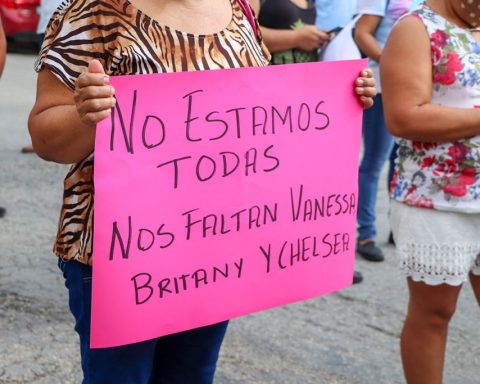 No Estamos
Todas
Nos Faltan Vanessa
Britany y Chelsea